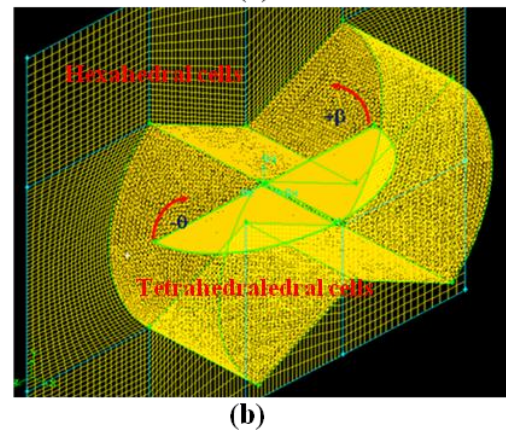 Hexahedral cells
+β
θ
Tetrahedraledral cells
(b)